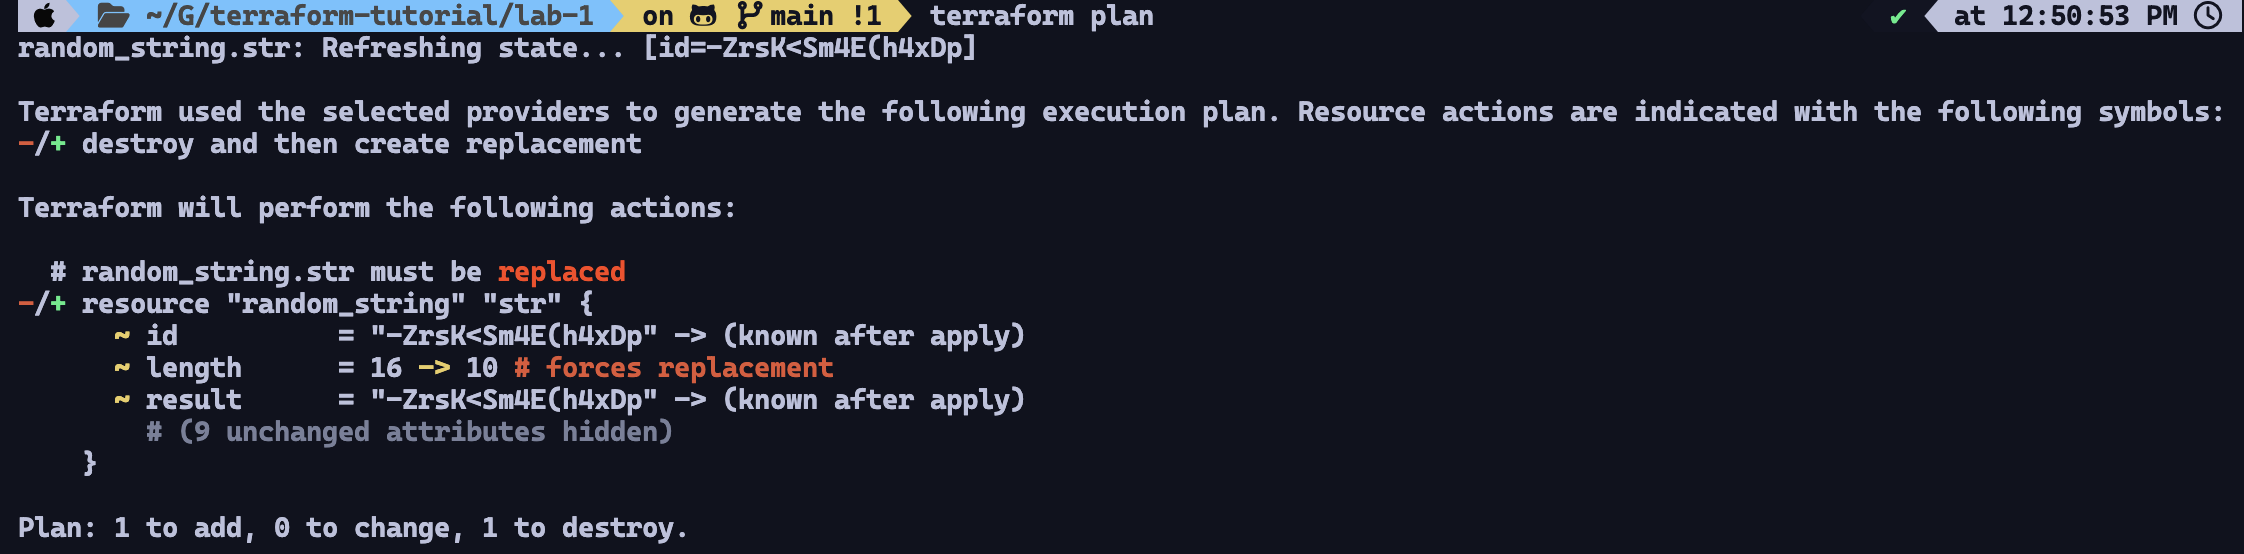 ~/G/terraform-tutorial/lab-1 on main !1 terraform plan ✔ at 12:50:53 PM
random_string.str: Refreshing state... [id=-ZrsK<Sm4E(h4xDp]
Terraform used the selected providers to generate the following execution plan. Resource actions are indicated with the following symbols:
-/+ destroy and then create replacement
Terraform will perform the following actions:
# random_string.str must be replaced
-/+ resource "random_string" "str" {
~ id = "-ZrsK<Sm4E(h4xDp" -> (known after apply)
~ length = 16 -> 10 # forces replacement
~ result = "-ZrsK<Sm4E(h4xDp" -> (known after apply)
# (9 unchanged attributes hidden)
}
Plan: 1 to add, 0 to change, 1 to destroy.